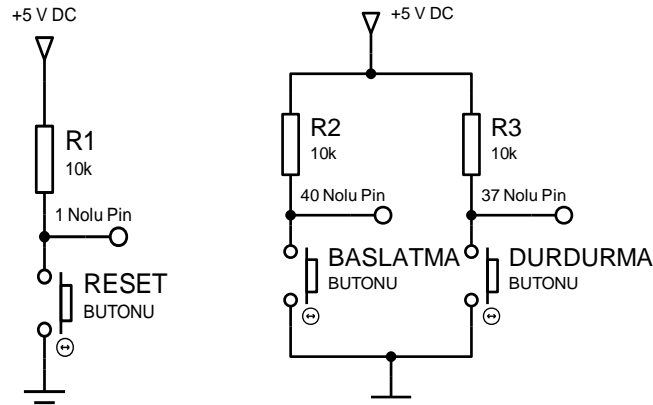 +5 V DC
R1
10k
1 Nolu Pin
RESET
BUTONU
+5 V DC
R2
10k
R3
10k
40 Nolu Pin
37 Nolu Pin
BASLATMA
BUTONU
DURDURMA
BUTONU